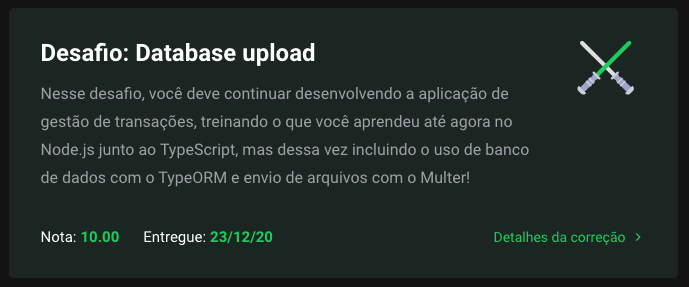 Desafio: Database upload
Nesse desafio, você deve continuar desenvolvendo a aplicação de
gestão de transações, treinando o que você aprendeu até agora no
Node.js junto ao TypeScript, mas dessa vez incluindo o uso de banco
de dados com o TypeORM e envio de arquivos com o Multer!
Nota: 10.00 Entregue: 23/12/20 Detalhes da correção >